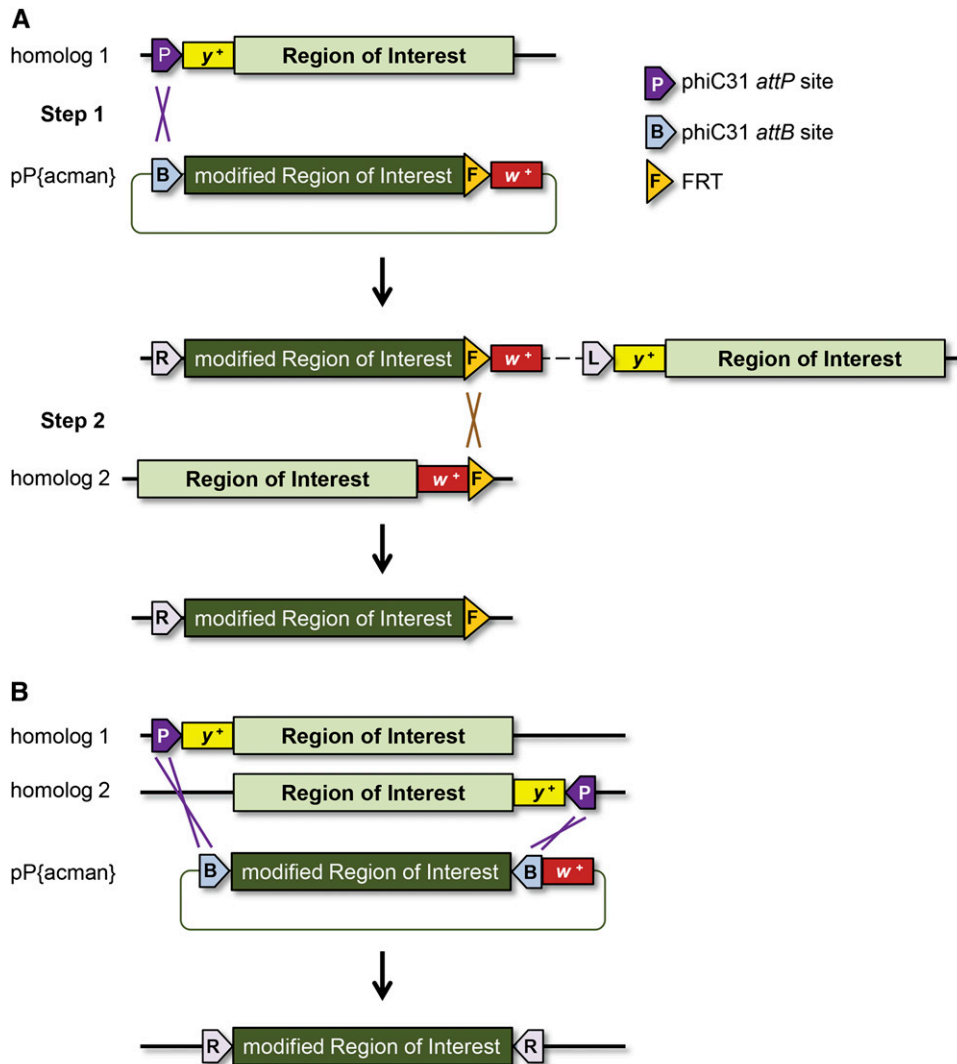 A
homolog 1
P
y+
Region of Interest
P phiC31 attP site
Step 1
B phiC31 attB site
pP{acman}
B
modified Region of Interest
F
w+
F FRT
R
modified Region of Interest
F
w+
L
y+
Region of Interest
Step 2
homolog 2
Region of Interest
w+
F
R
modified Region of Interest
F
B
homolog 1
P
y+
Region of Interest
homolog 2
Region of Interest
y+
P
pP{acman}
B
modified Region of Interest
B
w+
R
modified Region of Interest
R